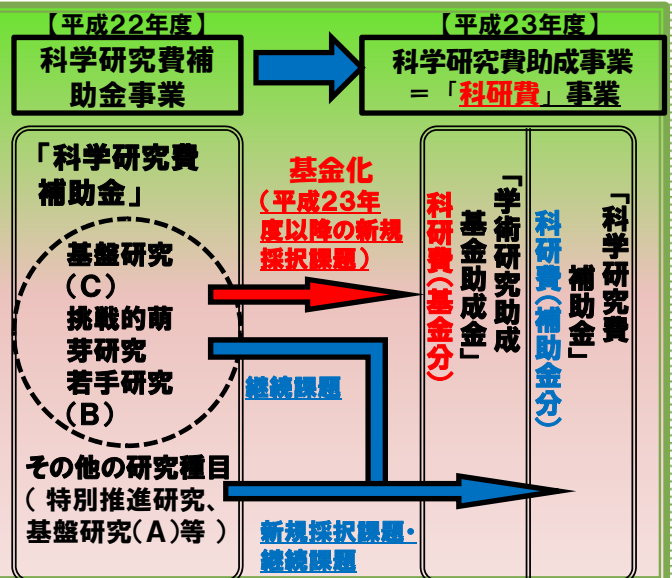 【平成22年度】
科学研究費補
助金事業
【平成23年度】
科学研究費助成事業
＝「科研費」事業
「科学研究費
補助金」
基盤研究
（C）
挑戦的萌
芽研究
若手研究
（B）
その他の研究種目
（ 特別推進研究、
基盤研究（A）等 ）
基金化
（平成23年
度以降の新規
採択課題）
継続課題
新規採択課題・
継続課題
「学術研究助成
基金助成金」
科研費（基金分）
「科学研究費
補助金」
科研費（補助金分）